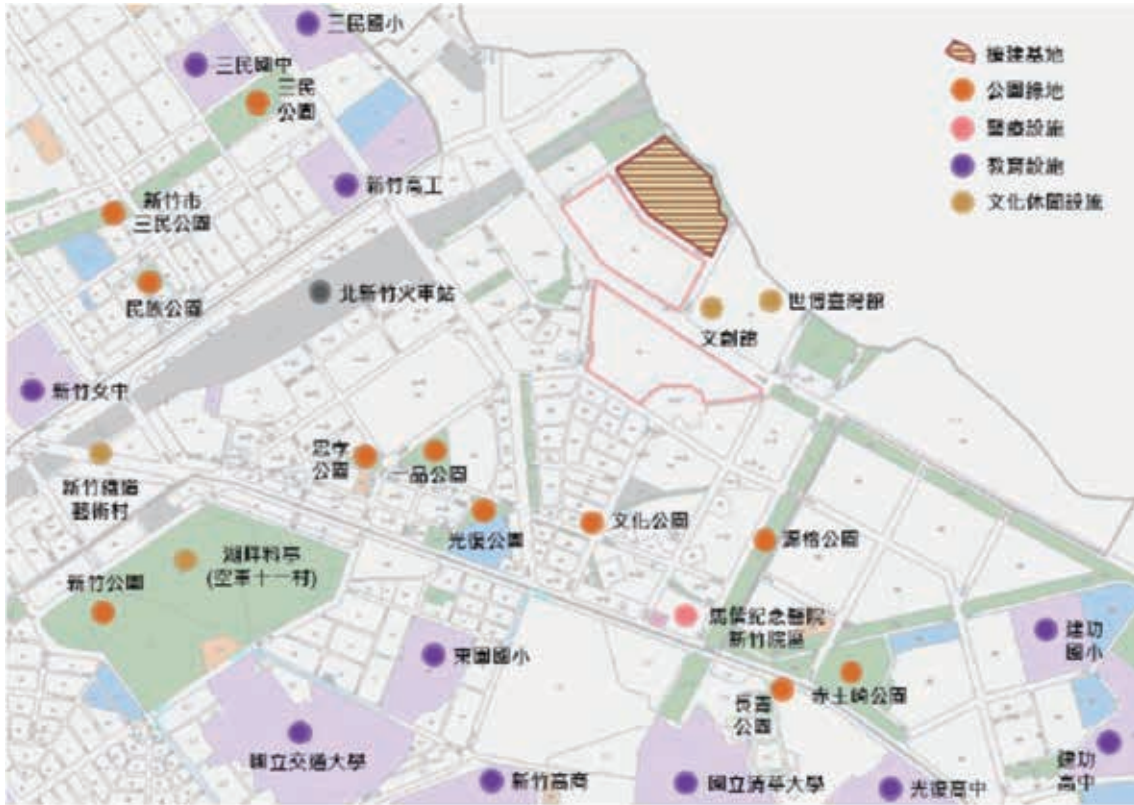 三民國小
三民國中
三民
公園
新竹高工
新竹市
三民公園
民族公園
北新竹火車站
新竹女中
新竹鐵道
藝術村
忠孝
公園
一品公園
光復公園
文化公園
源格公園
湖畔料亭
(空軍十一村)
新竹公園
東園國小
馬偕紀念醫院
新竹院區
建功
國小
長壽
公園
赤土崎公園
國立交通大學
新竹高商
國立清華大學
光復高中
建功
高中
文創館
世博臺灣館
擬建基地
公園綠地
醫療設施
教育設施
文化休閒設施